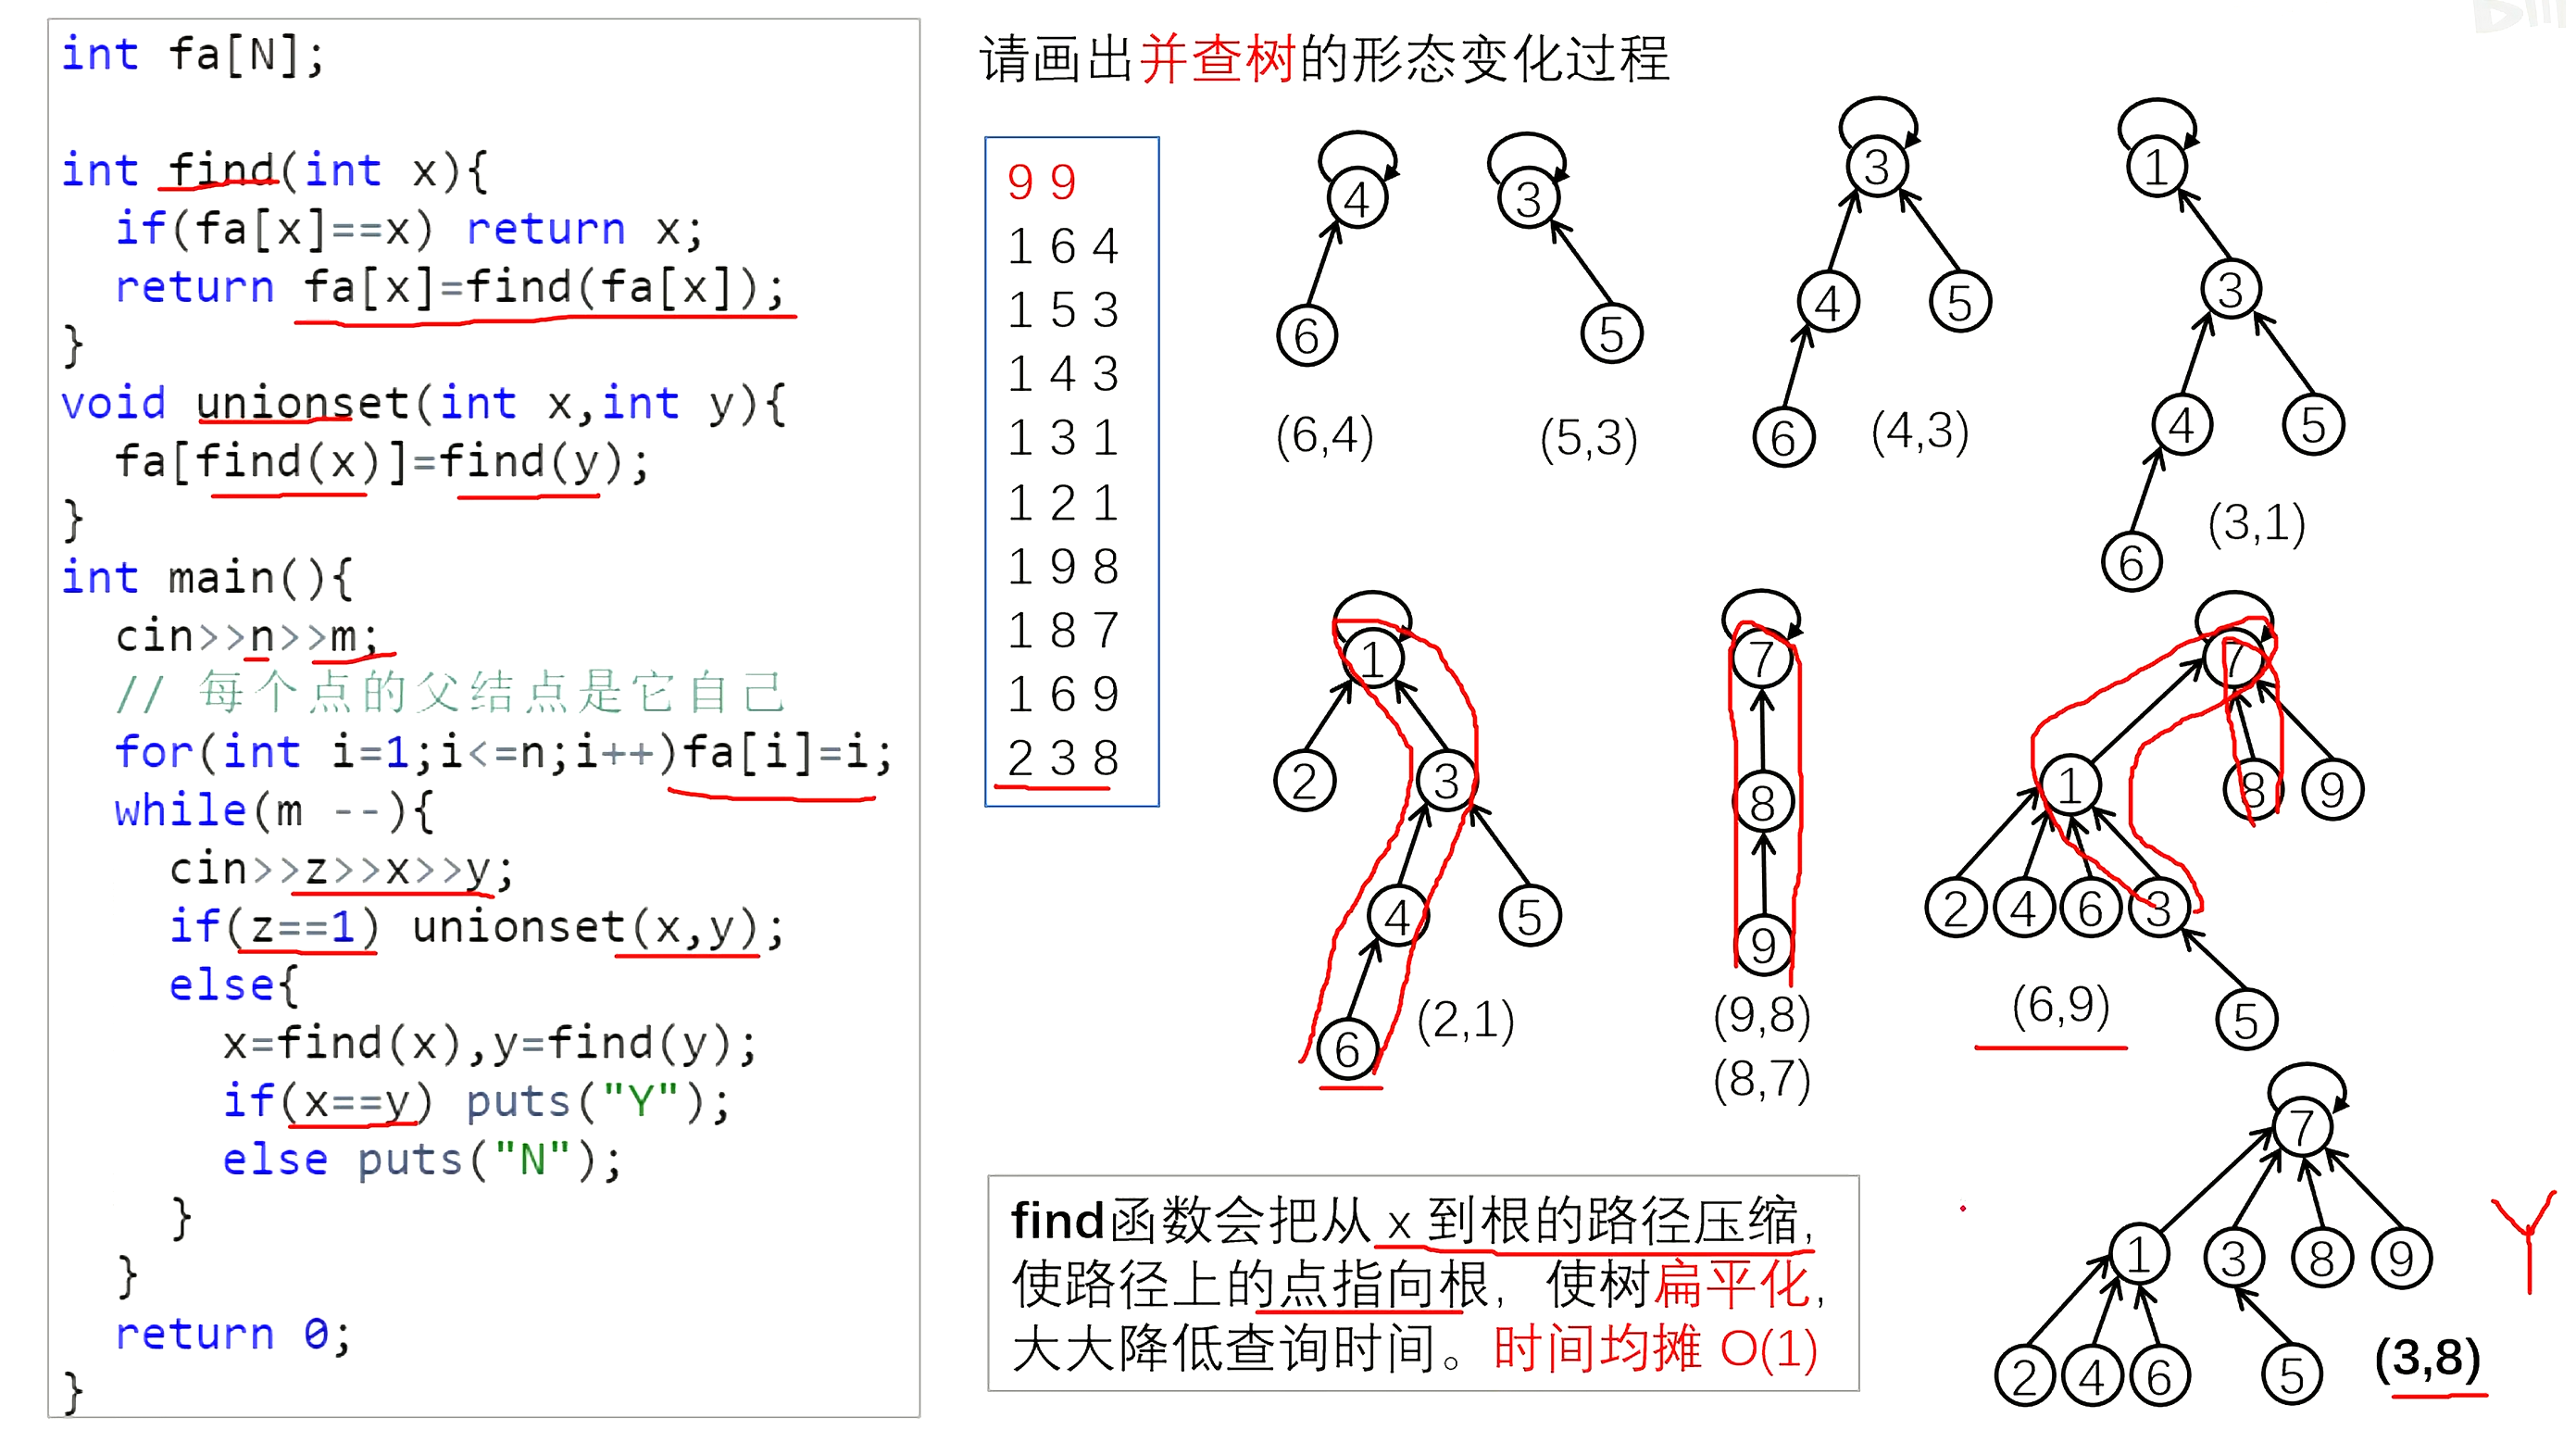 int fa[N];
int find(int x){
if(fa[x]==x) return x;
return fa[x]=find(fa[x]);
}
void unionset(int x,int y){
fa[find(x)]=find(y);
}
int main(){
cin>>n>>m;
// 每个点的父结点是它自己
for(int i=1;i<=n;i++)fa[i]=i;
while(m --){
cin>>z>>x>>y;
if(z==1) unionset(x,y);
else{
x=find(x),y=find(y);
if(x==y) puts("Y");
else puts("N");
}
}
return 0;
}
请画出并查树的形态变化过程
9 9
1 6 4
1 5 3
1 4 3
1 3 1
1 2 1
1 9 8
1 8 7
1 6 9
2 3 8
4
6
(6,4)
3
5
(5,3)
3
4 5
6
(4,3)
1
3
4 5
6
(3,1)
1
2 3
4 5
6
(2,1)
7
8
9
(9,8)
(8,7)
7
1 8 9
2 4 6 3
5
(6,9)
7
1 3 8 9
2 4 6 5
(3,8)
Y
find函数会把从 x 到根的路径压缩,
使路径上的点指向根，使树扁平化,
大大降低查询时间。时间均摊 O(1)